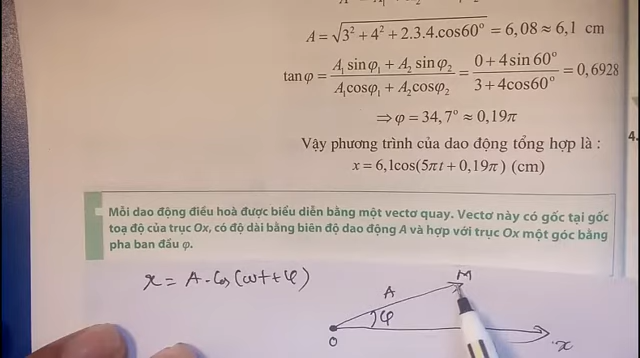 A = √3² + 4² + 2.3.4.cos60° = 6,08 ≈ 6,1 cm
tanφ = A₁sinφ₁ + A₂sinφ₂ / A₁cosφ₁ + A₂cosφ₂ = 0 + 4sin60° / 3 + 4cos60° = 0,6928
⇒ φ = 34,7° ≈ 0,19π
Vậy phương trình của dao động tổng hợp là :
4.
x = 6,1cos(5πt + 0,19π) (cm)
Mỗi dao động điều hoà được biểu diễn bằng một vectơ quay. Vectơ này có gốc tại gốc
toạ độ của trục Ox, có độ dài bằng biên độ dao động A và hợp với trục Ox một góc bằng
pha ban đầu φ.
x = A.cos(ωt + φ)
M
A
φ
O
x